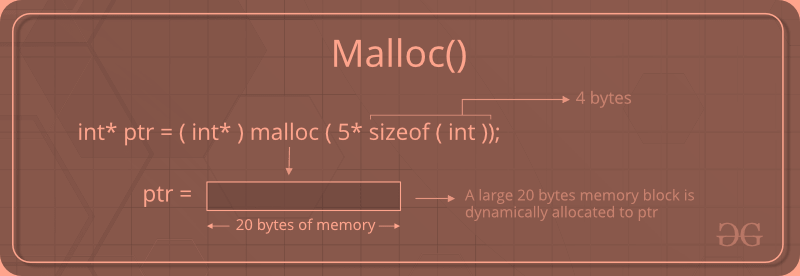 Malloc()
4 bytes
int* ptr = ( int* ) malloc ( 5* sizeof ( int ));
ptr =
A large 20 bytes memory block is
dynamically allocated to ptr
20 bytes of memory
GG